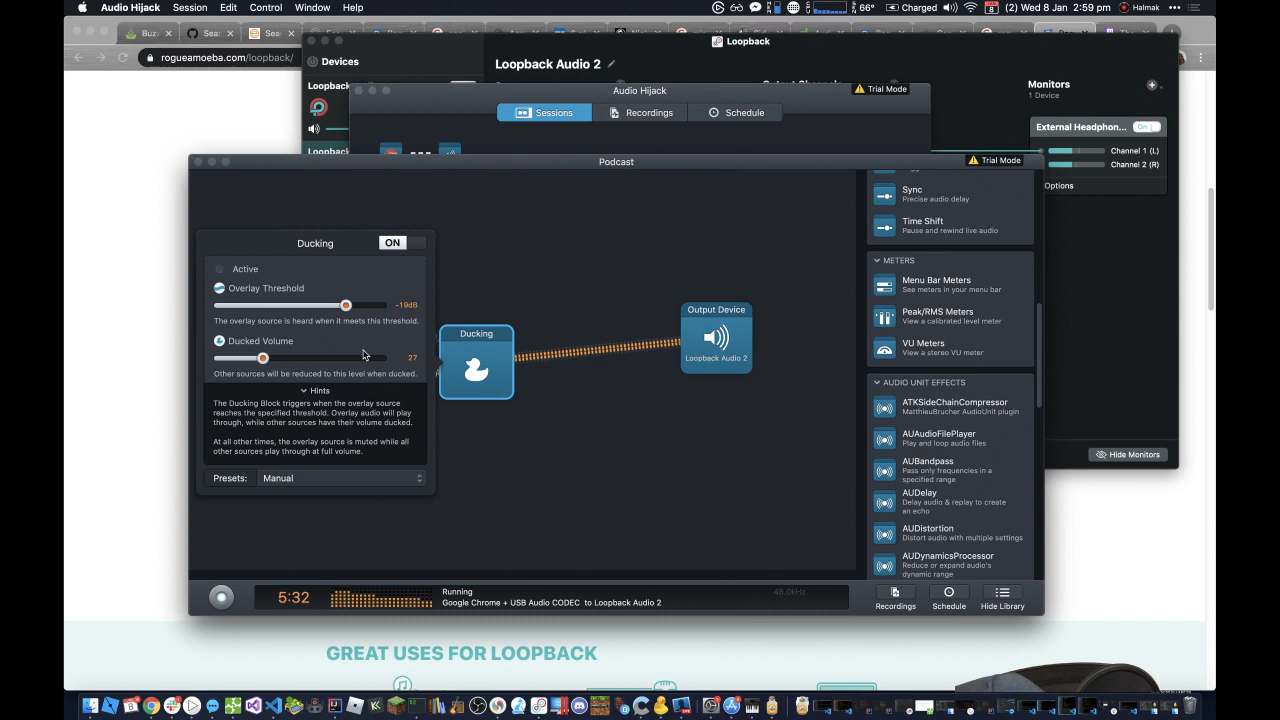 Audio Hijack Session Edit Control Window Help
66° Charged (2) Wed 8 Jan 2:59 pm Halmak
Loopback
rogueamoeba.com/loopback/
Devices
Loopback Audio 2
Monitors
1 Device
Loopback
Audio Hijack
Trial Mode
Sessions Recordings Schedule
External Headphon... On
Channel 1 (L)
Channel 2 (R)
Options
Loopback
Podcast
Trial Mode
Sync
Precise audio delay
Time Shift
Pause and rewind live audio
METERS
Menu Bar Meters
See meters in your menu bar
Peak/RMS Meters
View a calibrated level meter
VU Meters
View a stereo VU meter
AUDIO UNIT EFFECTS
ATKSideChainCompressor
MatthieuBrucher AudioUnit plugin
AUAudioFilePlayer
Play and loop audio files
AUBandpass
Pass only frequencies in a
specified range
AUDelay
Delay audio & replay to create
an echo
AUDistortion
Distort audio with multiple settings
AUDynamicsProcessor
Reduce or expand audio's
dynamic range
Ducking ON
Active
Overlay Threshold
-19dB
The overlay source is heard when it meets this threshold.
Ducked Volume
27
Other sources will be reduced to this level when ducked.
Hints
The Ducking Block triggers when the overlay source
reaches the specified threshold. Overlay audio will play
through, while other sources have their volume ducked.
At all other times, the overlay source is muted while all
other sources play through at full volume.
Presets: Manual
Ducking
Output Device
Loopback Audio 2
Hide Monitors
5:32
Running
48.0kHz
Google Chrome + USB Audio CODEC to Loopback Audio 2
Recordings Schedule Hide Library
GREAT USES FOR LOOPBACK